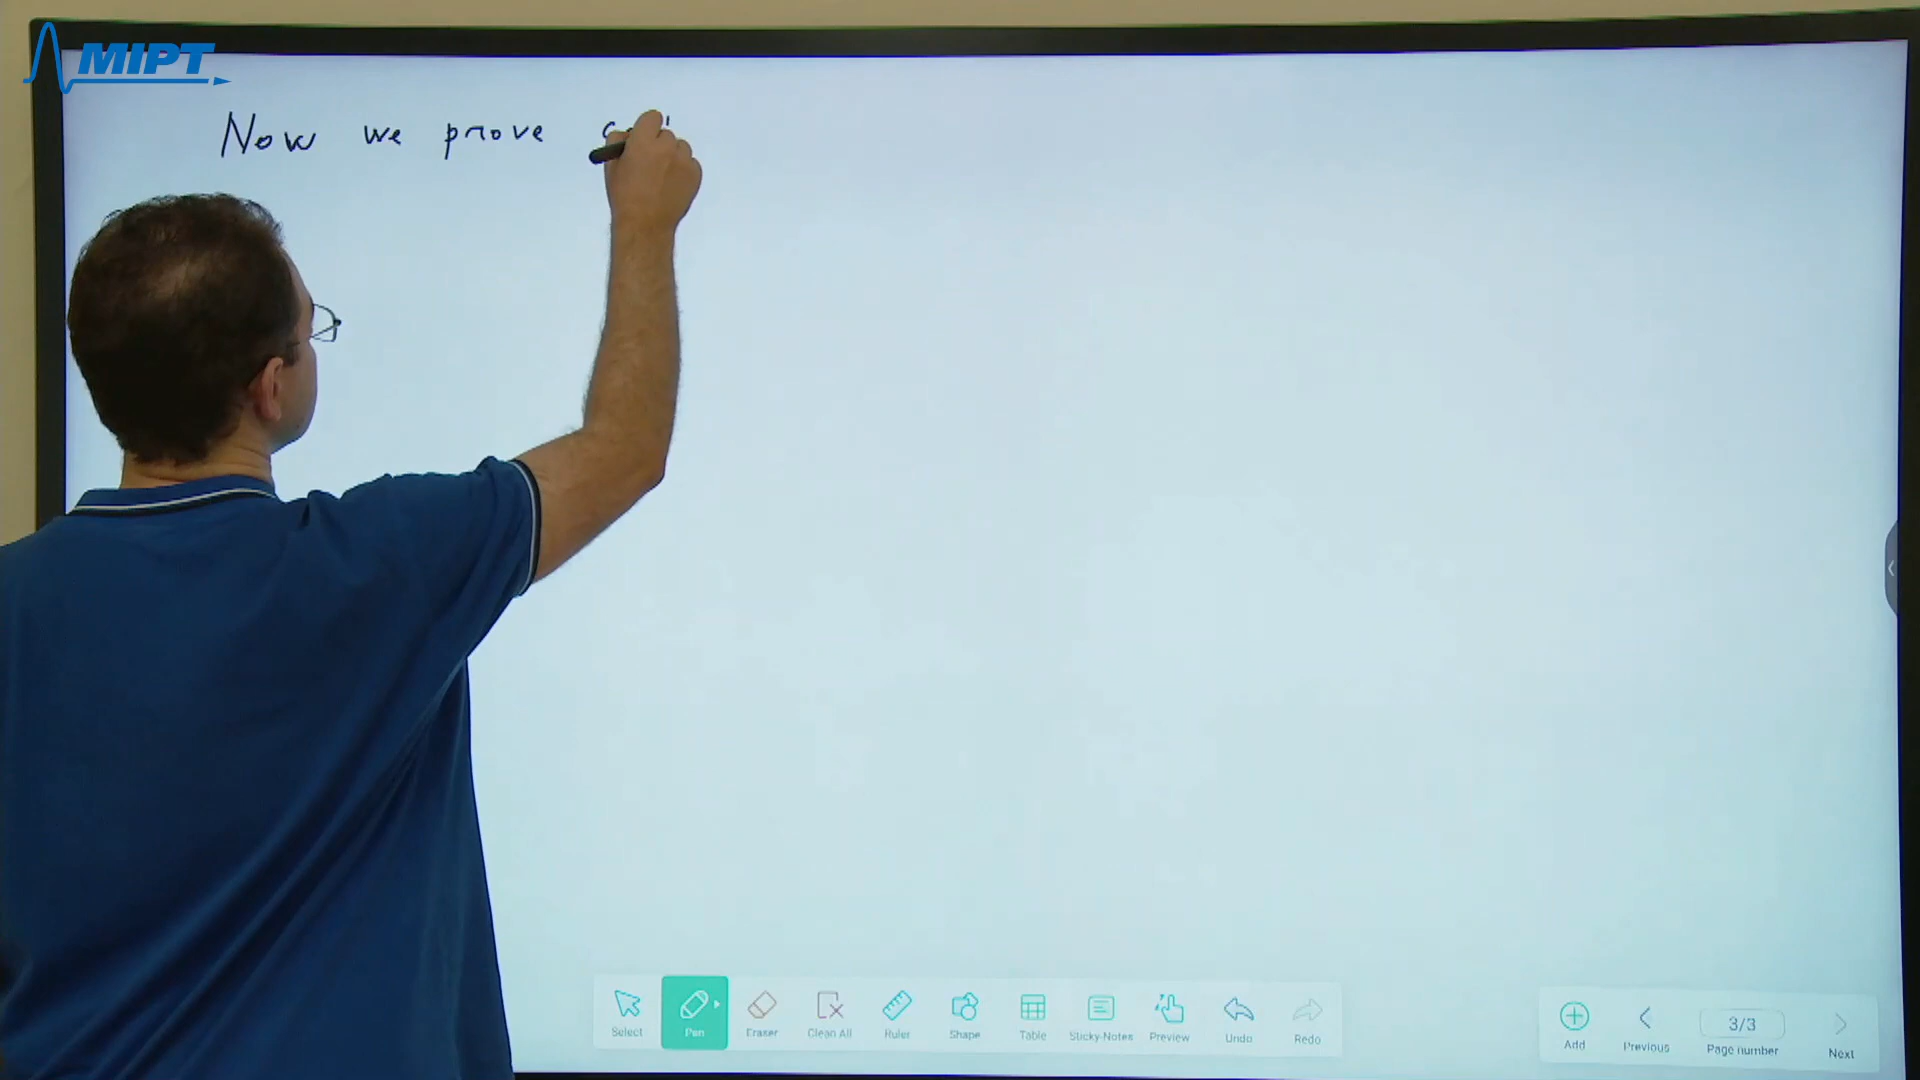 MIPT
Now we prove
Select Pen Eraser Clean All Ruler Shape Table Sticky-Notes Preview Undo Redo
Add Previous 3/3 Page number Next